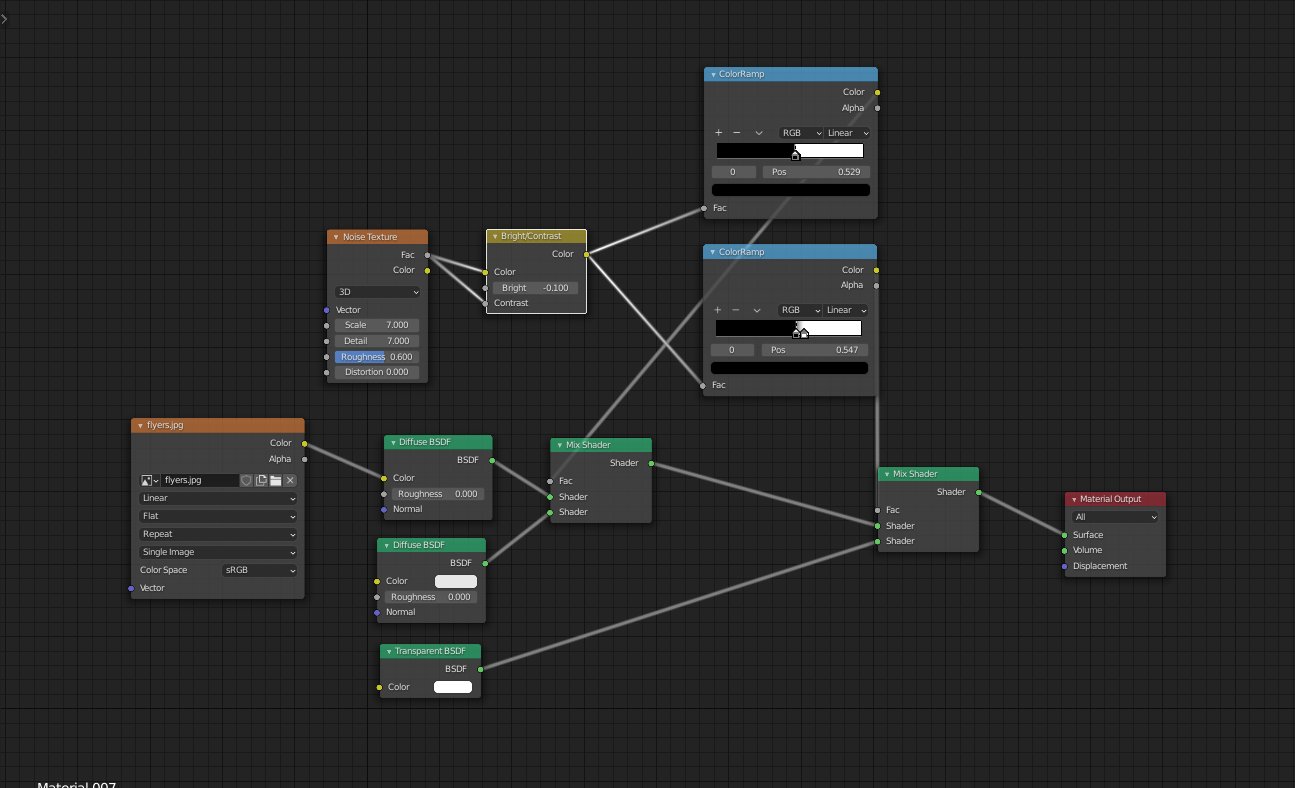 ColorRamp
Color
Alpha
+ − RGB Linear
0 Pos 0.529
Fac
ColorRamp
Color
Alpha
+ − RGB Linear
0 Pos 0.547
Fac
Noise Texture
Fac
Color
3D
Vector
Scale 7.000
Detail 7.000
Roughness 0.600
Distortion 0.000
Bright/Contrast
Color
Color
Bright -0.100
Contrast
flyers.jpg
Color
Alpha
flyers.jpg
Linear
Flat
Repeat
Single Image
Color Space sRGB
Vector
Diffuse BSDF
BSDF
Color
Roughness 0.000
Normal
Diffuse BSDF
BSDF
Color
Roughness 0.000
Normal
Transparent BSDF
BSDF
Color
Mix Shader
Shader
Fac
Shader
Shader
Mix Shader
Shader
Fac
Shader
Shader
Material Output
All
Surface
Volume
Displacement
Material.007